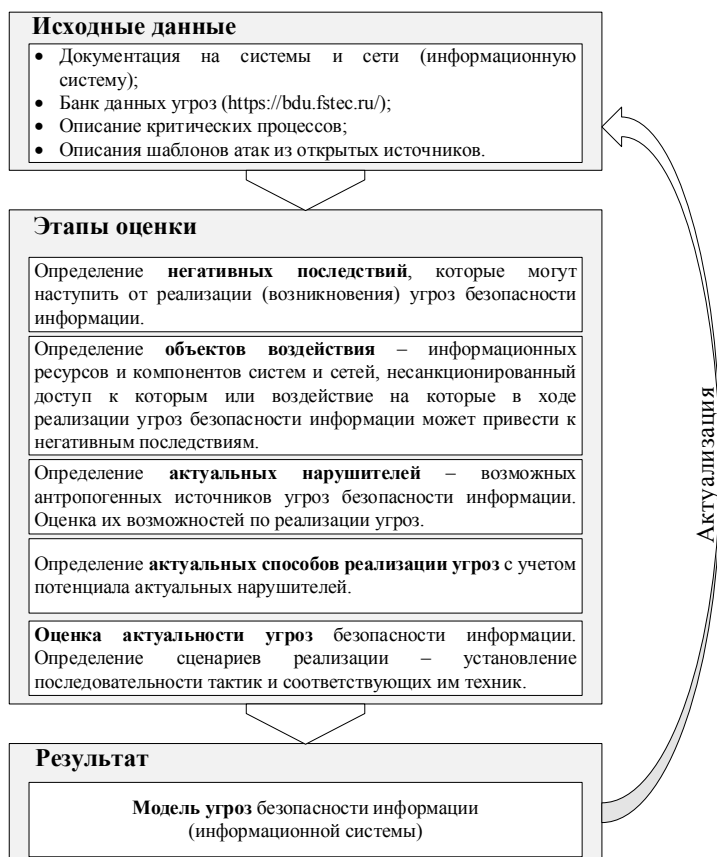 Исходные данные
• Документация на системы и сети (информационную
систему);
• Банк данных угроз (https://bdu.fstec.ru/);
• Описание критических процессов;
• Описания шаблонов атак из открытых источников.
Этапы оценки
Определение негативных последствий, которые могут
наступить от реализации (возникновения) угроз безопасности
информации.
Определение объектов воздействия – информационных
ресурсов и компонентов систем и сетей, несанкционированный
доступ к которым или воздействие на которые в ходе
реализации угроз безопасности информации может привести к
негативным последствиям.
Определение актуальных нарушителей – возможных
антропогенных источников угроз безопасности информации.
Оценка их возможностей по реализации угроз.
Определение актуальных способов реализации угроз с учетом
потенциала актуальных нарушителей.
Оценка актуальности угроз безопасности информации.
Определение сценариев реализации – установление
последовательности тактик и соответствующих им техник.
Результат
Модель угроз безопасности информации
(информационной системы)
Актуализация